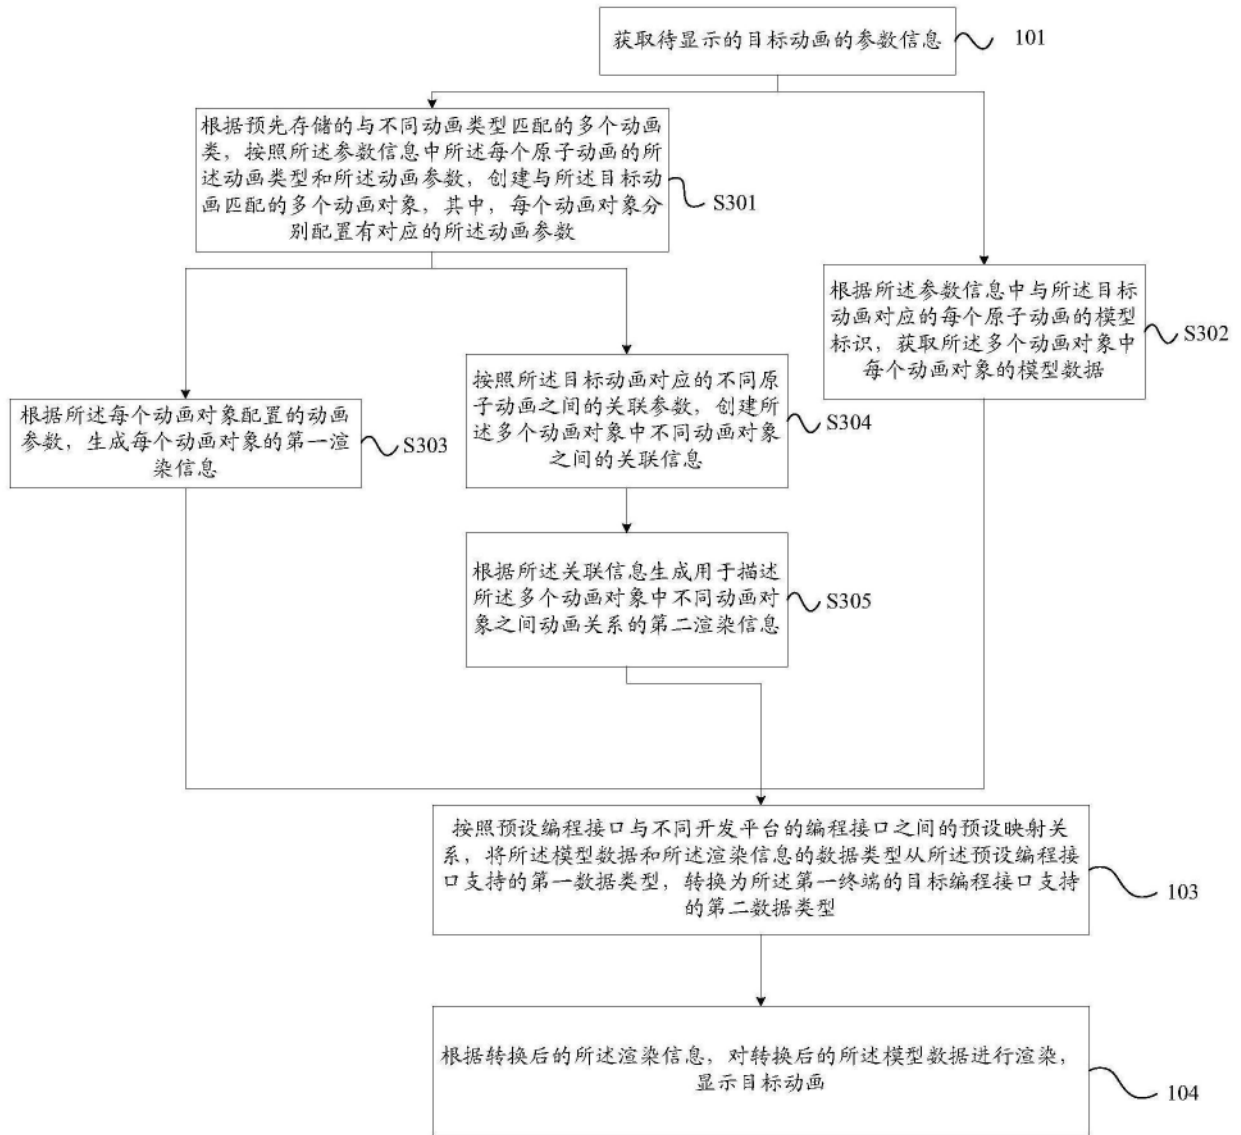 获取待显示的目标动画的参数信息
101
根据预先存储的与不同动画类型匹配的多个动画
类，按照所述参数信息中所述每个原子动画的所
述动画类型和所述动画参数，创建与所述目标动
画匹配的多个动画对象，其中，每个动画对象分
别配置有对应的所述动画参数
S301
根据所述参数信息中与所述目标
动画对应的每个原子动画的模型
标识，获取所述多个动画对象中
每个动画对象的模型数据
S302
根据所述每个动画对象配置的动画
参数，生成每个动画对象的第一渲
染信息
S303
按照所述目标动画对应的不同原
子动画之间的关联参数，创建所
述多个动画对象中不同动画对象
之间的关联信息
S304
根据所述关联信息生成用于描述
所述多个动画对象中不同动画对
象之间动画关系的第二渲染信息
S305
按照预设编程接口与不同开发平台的编程接口之间的预设映射关
系，将所述模型数据和所述渲染信息的数据类型从所述预设编程接
口支持的第一数据类型，转换为所述第一终端的目标编程接口支持
的第二数据类型
103
根据转换后的所述渲染信息，对转换后的所述模型数据进行渲染，
显示目标动画
104